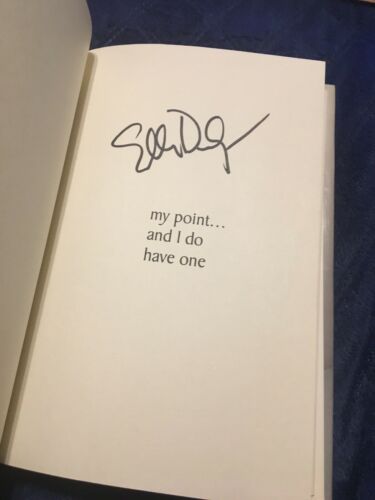 my point...
and I do
have one